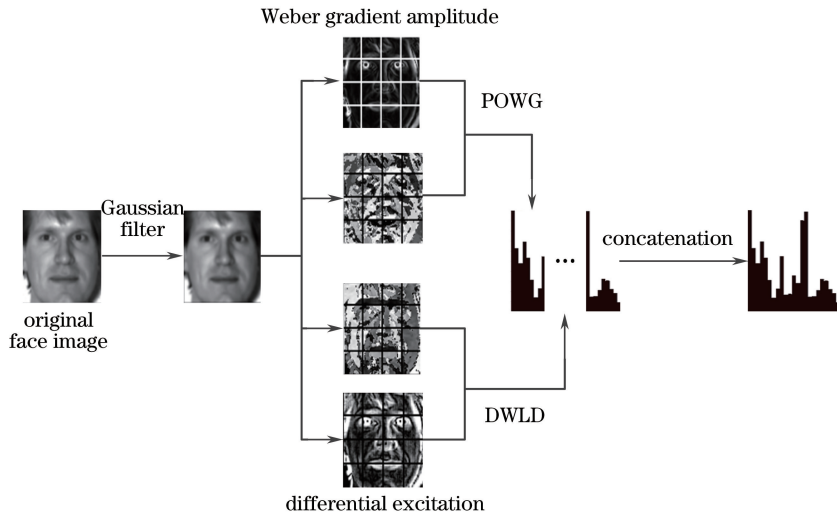 Weber gradient amplitude
POWG
Gaussian
filter
concatenation
original
face image
DWLD
differential excitation